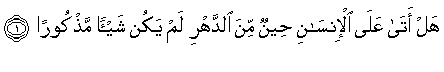 هَلْ أَتَىٰ عَلَى ٱلْإِنسَـٰنِ حِينٌ مِّنَ ٱلدَّهْرِ لَمْ يَكُن شَيْـًٔا مَّذْكُورًا ۝١